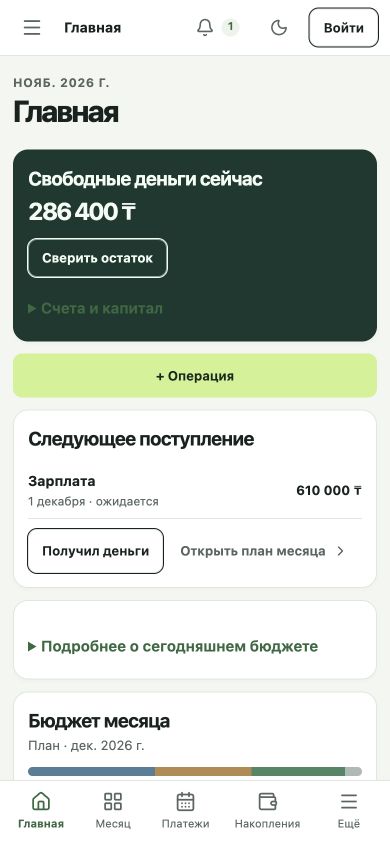 Главная
1
Войти
НОЯБ. 2026 Г.
Главная
Свободные деньги сейчас
286 400 ₸
Сверить остаток
Счета и капитал
+ Операция
Следующее поступление
Зарплата
610 000 ₸
1 декабря · ожидается
Получил деньги
Открыть план месяца
Подробнее о сегодняшнем бюджете
Бюджет месяца
План · дек. 2026 г.
Главная
Месяц
Платежи
Накопления
Ещё